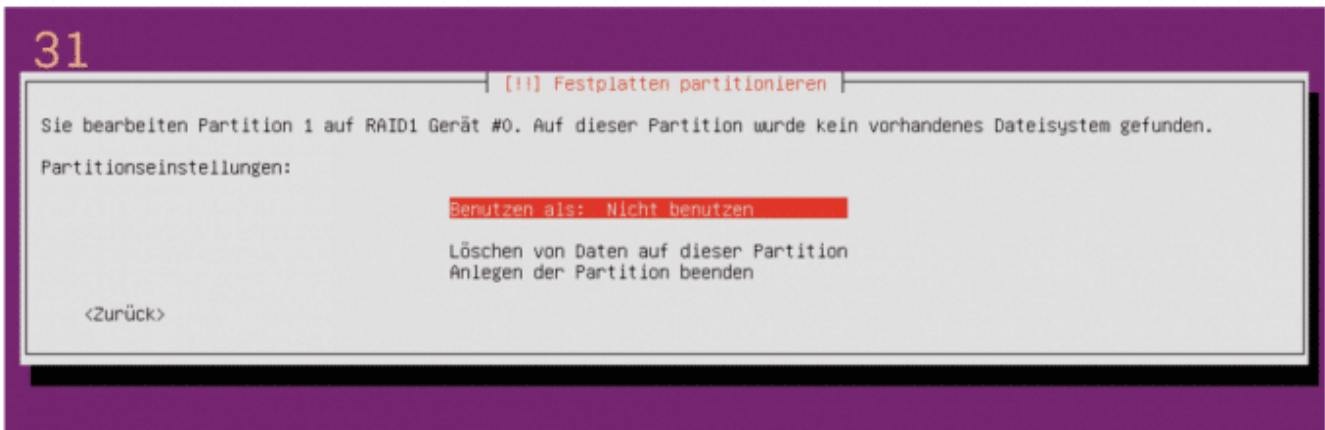 31
[!!] Festplatten partitionieren
Sie bearbeiten Partition 1 auf RAID1 Gerät #0. Auf dieser Partition wurde kein vorhandenes Dateisystem gefunden.
Partitionseinstellungen:
Benutzen als: Nicht benutzen
Löschen von Daten auf dieser Partition
Anlegen der Partition beenden
<Zurück>